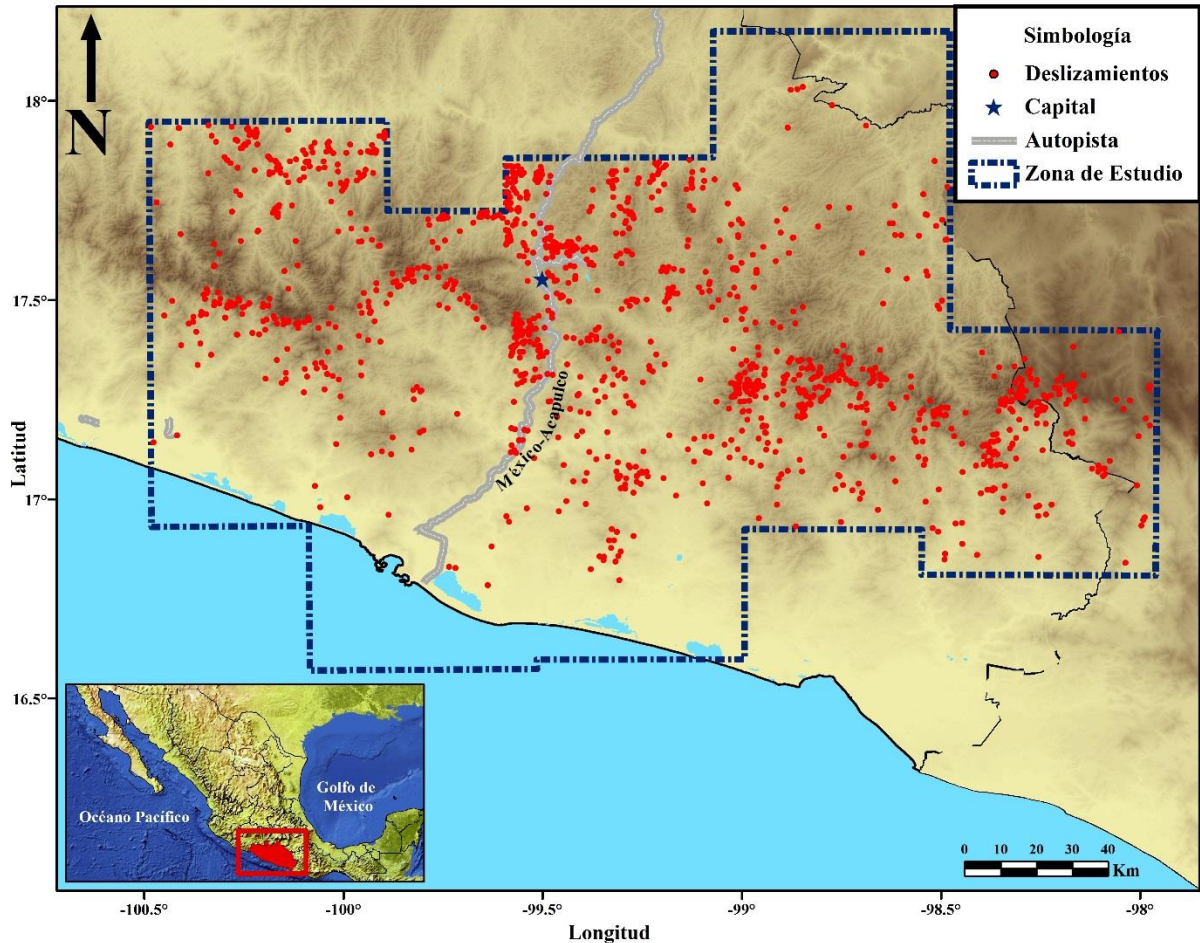 N
Simbología
Deslizamientos
Capital
Autopista
Zona de Estudio
18°
17.5°
17°
16.5°
Latitud
México-Acapulco
Océano Pacífico
Golfo de
México
0 10 20 30 40
Km
-100.5° -100° -99.5° -99° -98.5° -98°
Longitud